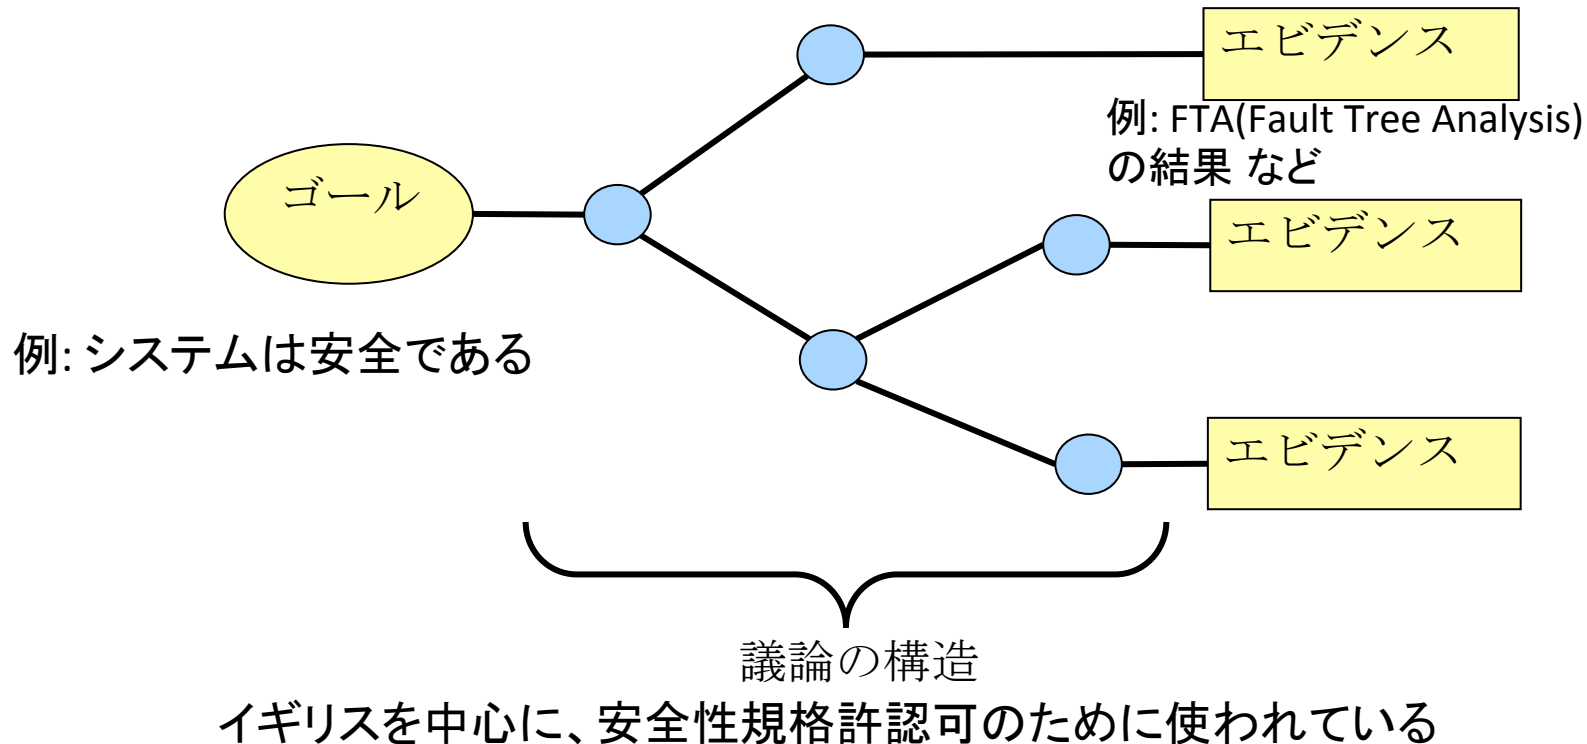 エビデンス
例: FTA(Fault Tree Analysis)
の結果 など
ゴール
エビデンス
例: システムは安全である
エビデンス
議論の構造
イギリスを中心に、安全性規格許認可のために使われている